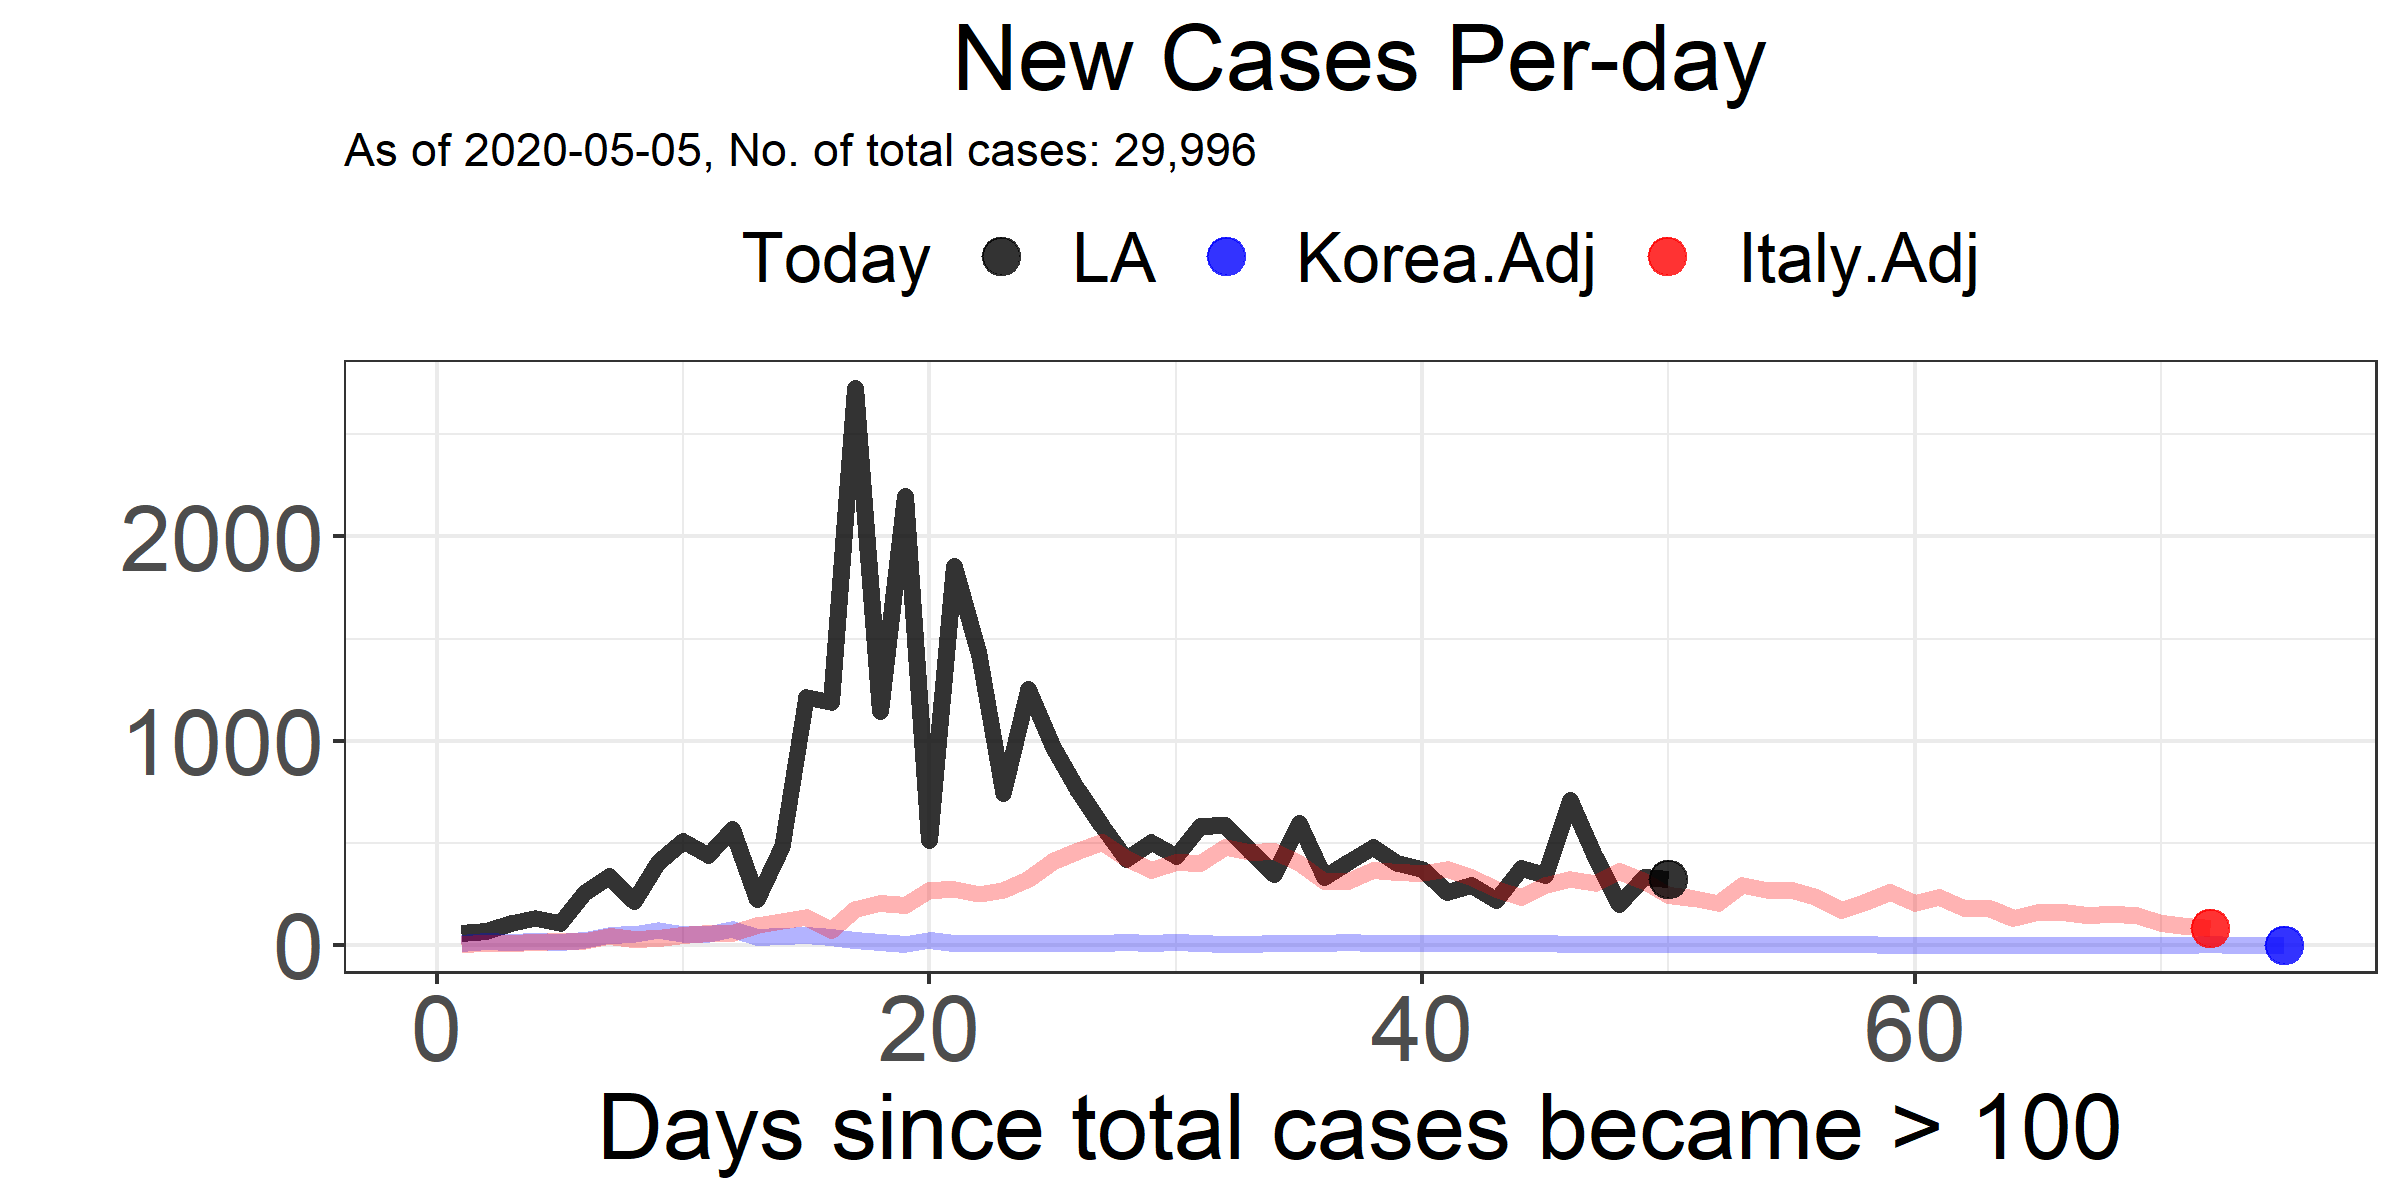 New Cases Per-day
As of 2020-05-05, No. of total cases: 29,996
Today LA Korea.Adj Italy.Adj
2000
1000
0
0 20 40 60
Days since total cases became > 100